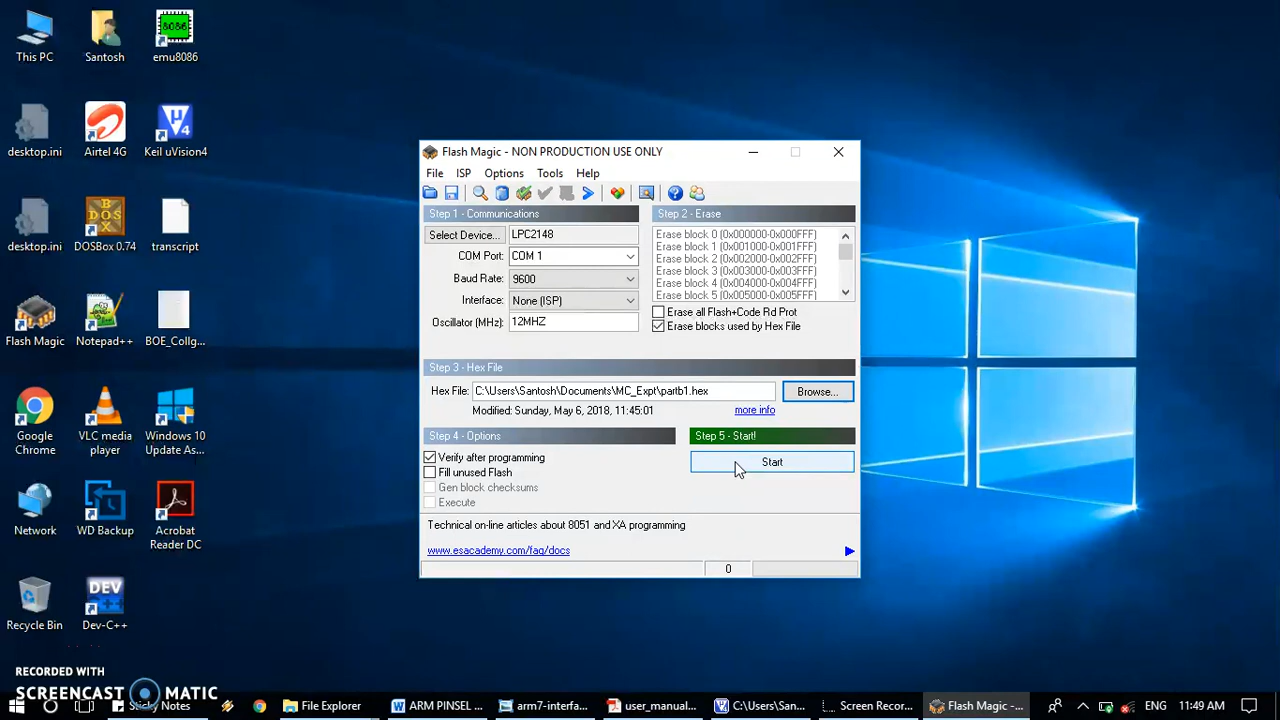 This PC
Santosh
8086
emu8086
desktop.ini
Airtel 4G
Keil uVision4
desktop.ini
DOSBox 0.74
transcript
Flash Magic
Notepad++
BOE_Collg...
Google Chrome
VLC media player
Windows 10 Update As...
Network
WD Backup
Acrobat Reader DC
Recycle Bin
DEV
Dev-C++
Flash Magic - NON PRODUCTION USE ONLY
File ISP Options Tools Help
Step 1 - Communications
Select Device... LPC2148
COM Port: COM 1
Baud Rate: 9600
Interface: None (ISP)
Oscillator (MHz): 12MHZ
Step 2 - Erase
Erase block 0 (0x000000-0x000FFF)
Erase block 1 (0x001000-0x001FFF)
Erase block 2 (0x002000-0x002FFF)
Erase block 3 (0x003000-0x003FFF)
Erase block 4 (0x004000-0x004FFF)
Erase block 5 (0x005000-0x005FFF)
Erase all Flash+Code Rd Prot
Erase blocks used by Hex File
Step 3 - Hex File
Hex File: C:\Users\Santosh\Documents\MC_Expt\partb1.hex Browse...
Modified: Sunday, May 6, 2018, 11:45:01 more info
Step 4 - Options
Verify after programming
Fill unused Flash
Gen block checksums
Execute
Step 5 - Start!
Start
Technical on-line articles about 8051 and XA programming
www.esacademy.com/faq/docs
0
RECORDED WITH
SCREENCAST MATIC
Sticky Notes File Explorer ARM PINSEL ... arm7-interfa... user_manual... C:\Users\San... Screen Recor... Flash Magic -... ENG 11:49 AM